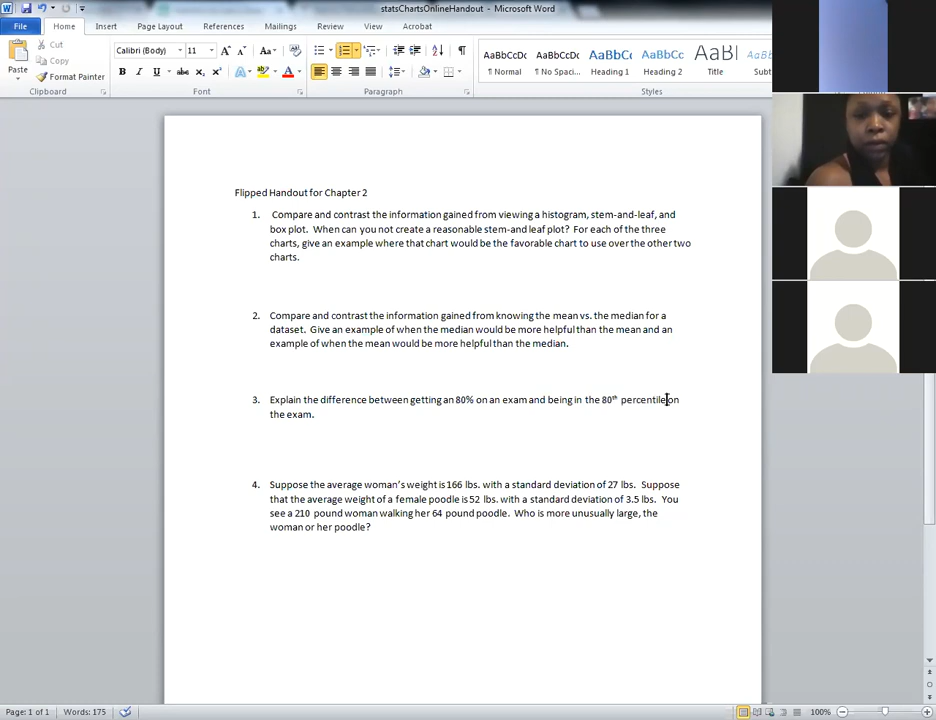 statsChartsOnlineHandout - Microsoft Word
File Home Insert Page Layout References Mailings Review View Acrobat
Paste Cut Copy Format Painter Clipboard
Calibri (Body) 11 Font
Paragraph
AaBbCcDc AaBbCcDc AaBbCc AaBbCc AaBl AaBb
¶ Normal ¶ No Spaci... Heading 1 Heading 2 Title Subt
Styles
Flipped Handout for Chapter 2
1. Compare and contrast the information gained from viewing a histogram, stem-and-leaf, and
box plot. When can you not create a reasonable stem-and leaf plot? For each of the three
charts, give an example where that chart would be the favorable chart to use over the other two
charts.
2. Compare and contrast the information gained from knowing the mean vs. the median for a
dataset. Give an example of when the median would be more helpful than the mean and an
example of when the mean would be more helpful than the median.
3. Explain the difference between getting an 80% on an exam and being in the 80th percentile on
the exam.
4. Suppose the average woman's weight is 166 lbs. with a standard deviation of 27 lbs. Suppose
that the average weight of a female poodle is 52 lbs. with a standard deviation of 3.5 lbs. You
see a 210 pound woman walking her 64 pound poodle. Who is more unusually large, the
woman or her poodle?
Page: 1 of 1 Words: 175 100%